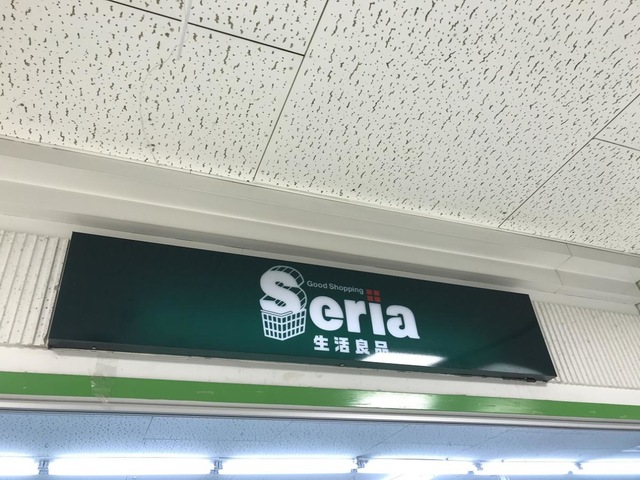 Good Shopping
Seria
生活良品